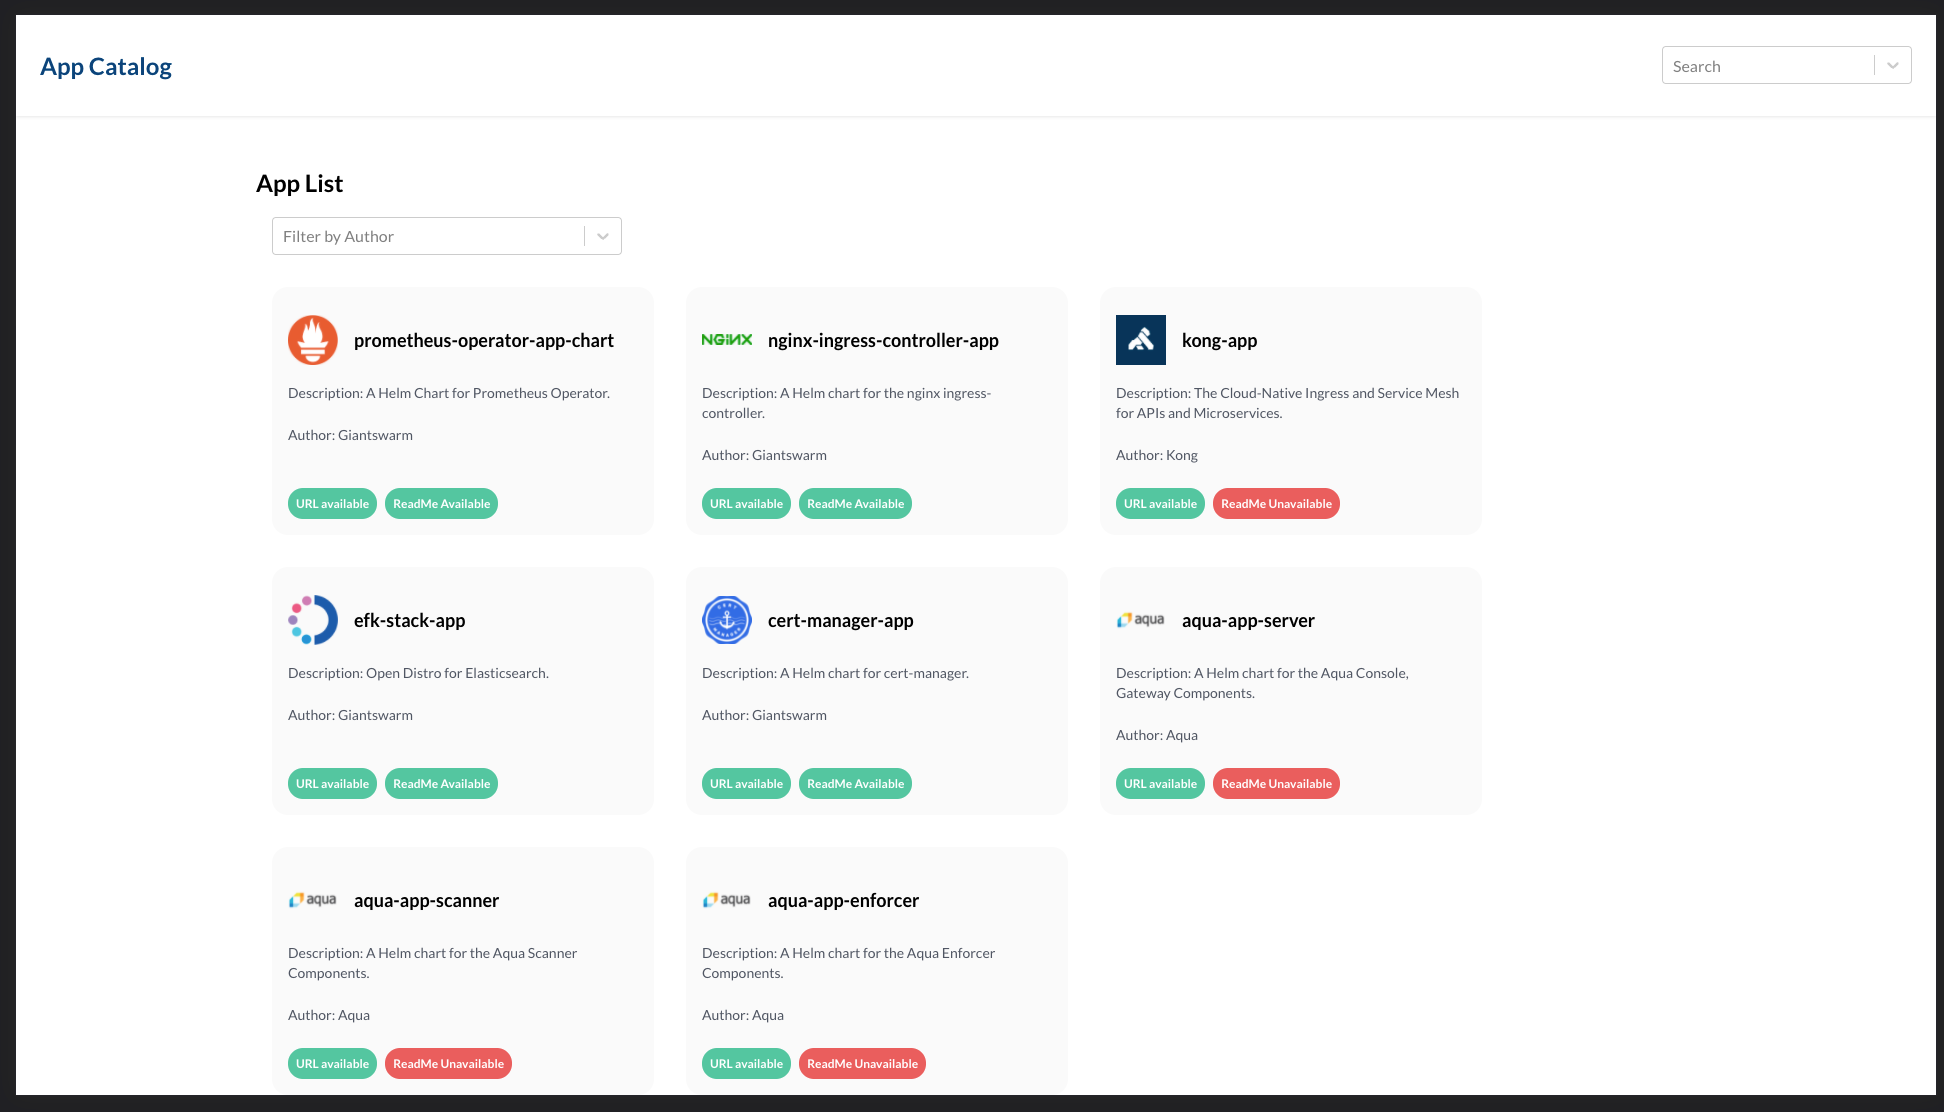 App Catalog
Search
App List
Filter by Author
prometheus-operator-app-chart
Description: A Helm Chart for Prometheus Operator.
Author: Giantswarm
URL available
ReadMe Available
NGINX
nginx-ingress-controller-app
Description: A Helm chart for the nginx ingress-
controller.
Author: Giantswarm
URL available
ReadMe Available
kong-app
Description: The Cloud-Native Ingress and Service Mesh
for APIs and Microservices.
Author: Kong
URL available
ReadMe Unavailable
efk-stack-app
Description: Open Distro for Elasticsearch.
Author: Giantswarm
URL available
ReadMe Available
cert-manager-app
Description: A Helm chart for cert-manager.
Author: Giantswarm
URL available
ReadMe Available
aqua
aqua-app-server
Description: A Helm chart for the Aqua Console,
Gateway Components.
Author: Aqua
URL available
ReadMe Unavailable
aqua
aqua-app-scanner
Description: A Helm chart for the Aqua Scanner
Components.
Author: Aqua
URL available
ReadMe Unavailable
aqua
aqua-app-enforcer
Description: A Helm chart for the Aqua Enforcer
Components.
Author: Aqua
URL available
ReadMe Unavailable